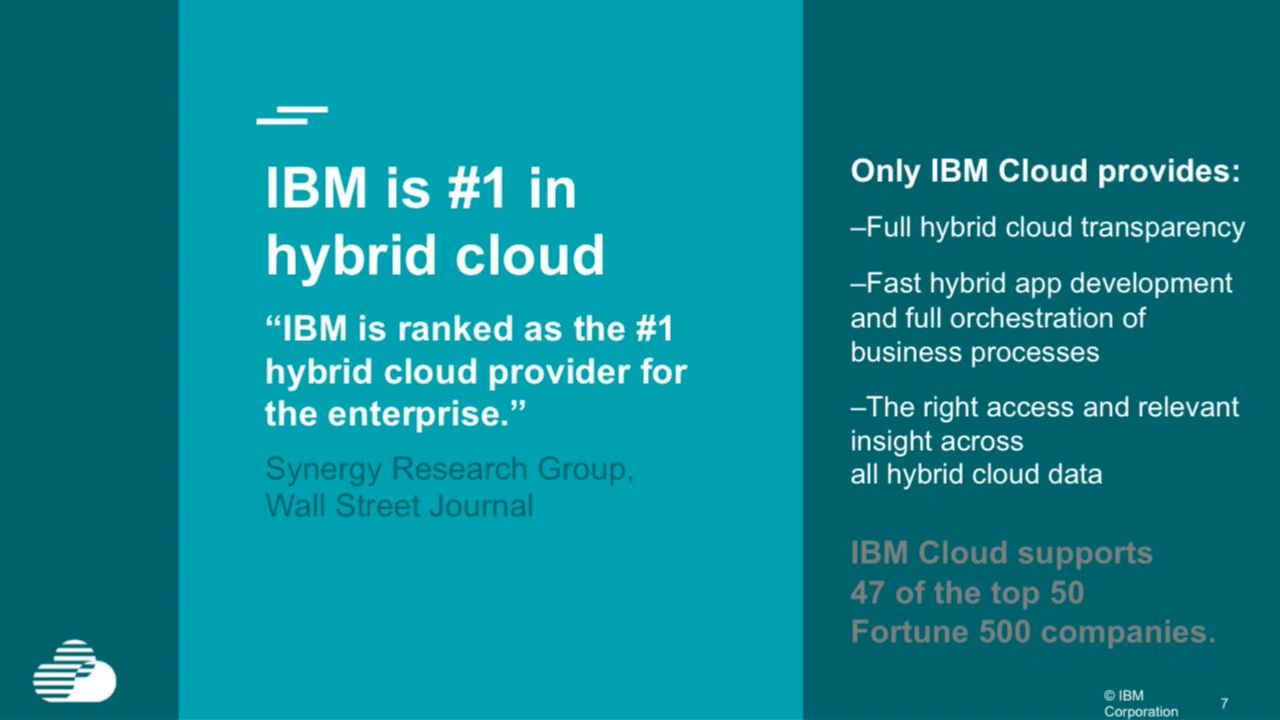 IBM is #1 in
hybrid cloud
“IBM is ranked as the #1
hybrid cloud provider for
the enterprise.”
Synergy Research Group,
Wall Street Journal
Only IBM Cloud provides:
–Full hybrid cloud transparency
–Fast hybrid app development
and full orchestration of
business processes
–The right access and relevant
insight across
all hybrid cloud data
IBM Cloud supports
47 of the top 50
Fortune 500 companies.
© IBM
Corporation
7